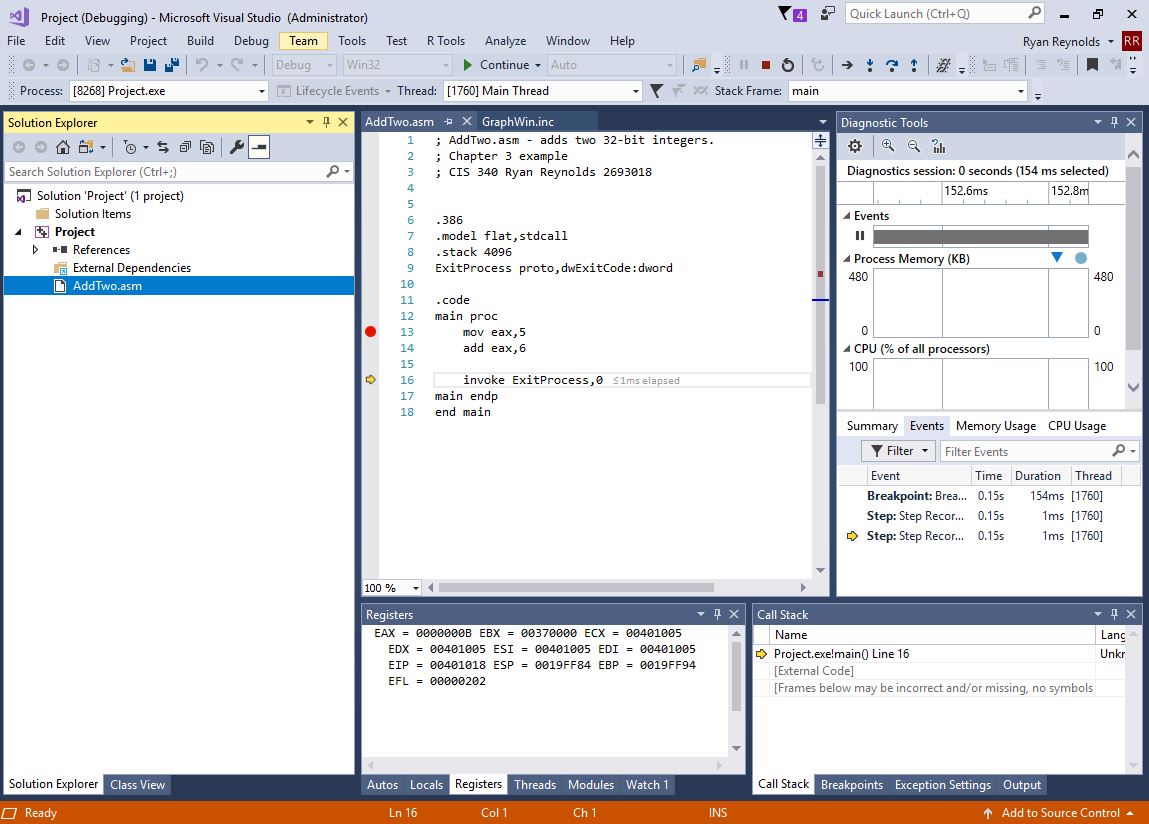 Project (Debugging) - Microsoft Visual Studio (Administrator)
4
Quick Launch (Ctrl+Q)
File Edit View Project Build Debug Team Tools Test R Tools Analyze Window Help
Ryan Reynolds RR
Debug Win32 Continue Auto
Process: [8268] Project.exe Lifecycle Events Thread: [1760] Main Thread Stack Frame: main
Solution Explorer
Search Solution Explorer (Ctrl+;)
Solution 'Project' (1 project)
Solution Items
Project
References
External Dependencies
AddTwo.asm
Solution Explorer Class View
AddTwo.asm GraphWin.inc
1 ; AddTwo.asm - adds two 32-bit integers.
2 ; Chapter 3 example
3 ; CIS 340 Ryan Reynolds 2693018
4
5
6 .386
7 .model flat,stdcall
8 .stack 4096
9 ExitProcess proto,dwExitCode:dword
10
11 .code
12 main proc
13 mov eax,5
14 add eax,6
15
16 invoke ExitProcess,0 ≤1ms elapsed
17 main endp
18 end main
100 %
Diagnostic Tools
Diagnostics session: 0 seconds (154 ms selected)
152.6ms 152.8m
Events
Process Memory (KB)
480 480
0 0
CPU (% of all processors)
100 100
Summary Events Memory Usage CPU Usage
Filter Filter Events
Event Time Duration Thread
Breakpoint: Brea... 0.15s 154ms [1760]
Step: Step Recor... 0.15s 1ms [1760]
Step: Step Recor... 0.15s 1ms [1760]
Registers
EAX = 0000000B EBX = 00370000 ECX = 00401005
EDX = 00401005 ESI = 00401005 EDI = 00401005
EIP = 00401018 ESP = 0019FF84 EBP = 0019FF94
EFL = 00000202
Autos Locals Registers Threads Modules Watch 1
Call Stack
Name Lang
Project.exe!main() Line 16 Unkr
[External Code]
[Frames below may be incorrect and/or missing, no symbols
Call Stack Breakpoints Exception Settings Output
Ready Ln 16 Col 1 Ch 1 INS Add to Source Control